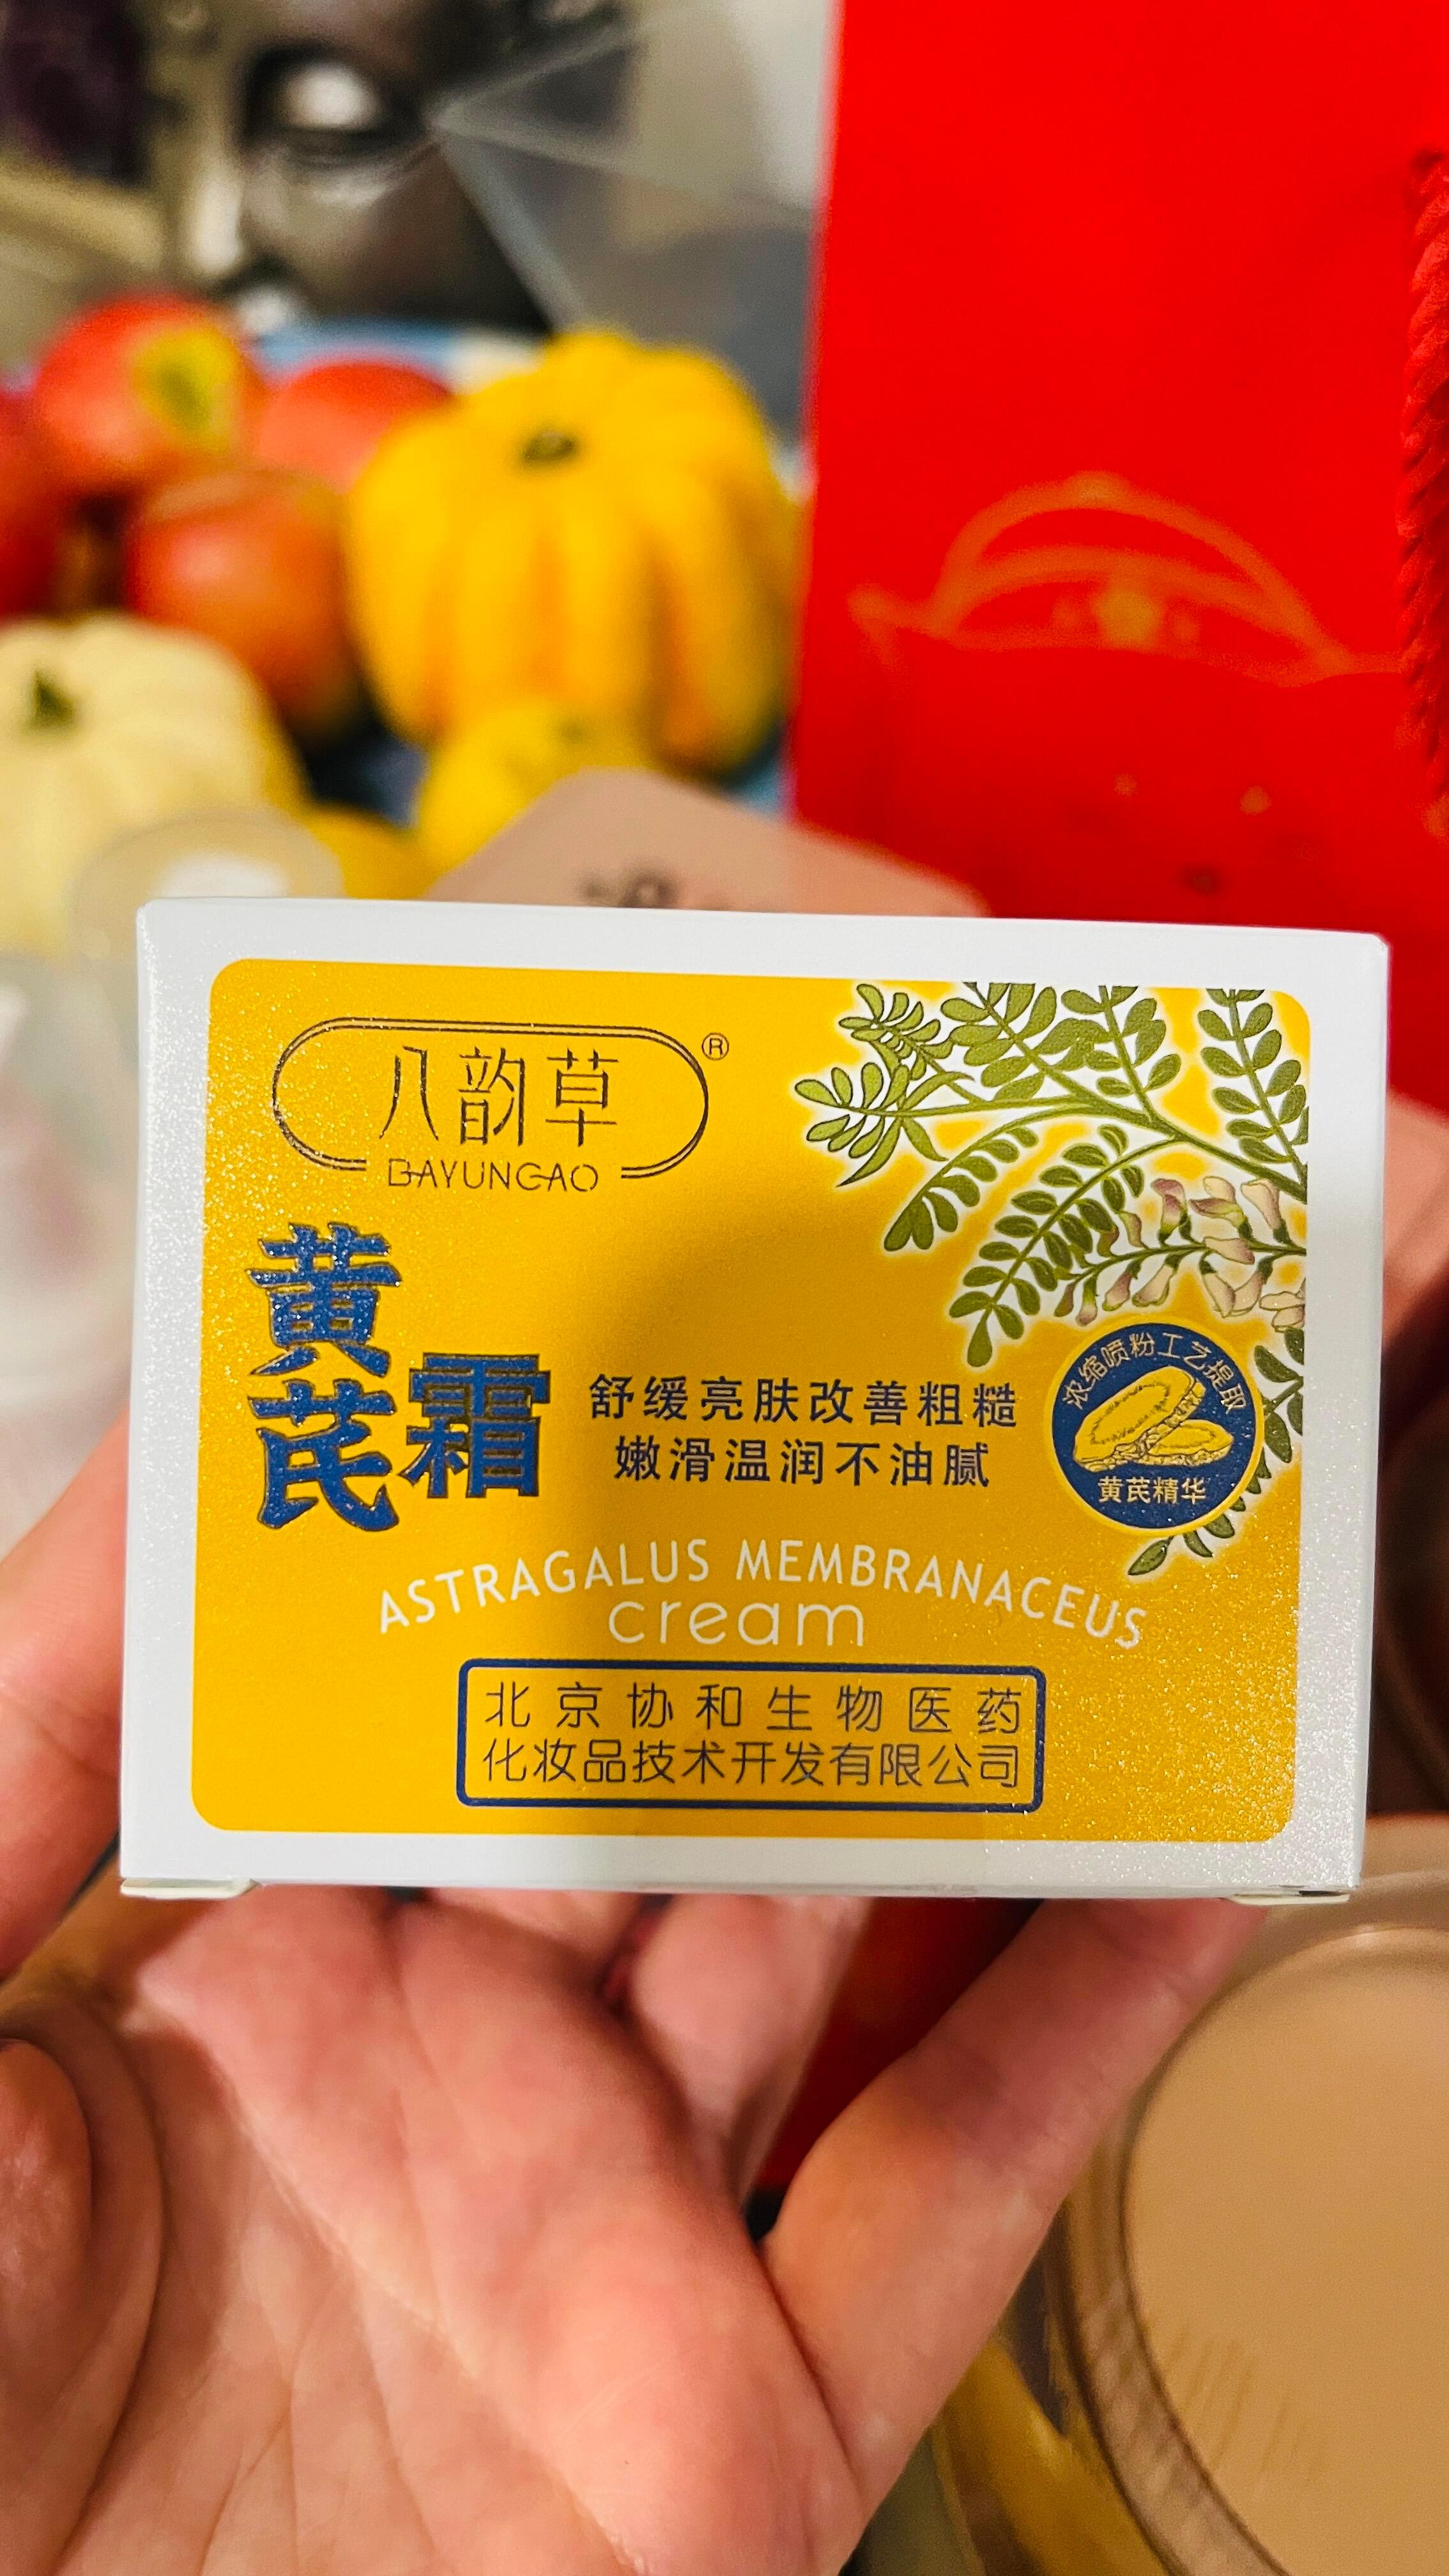 八韵草®
BAYUNCAO
黄芪霜
舒缓亮肤改善粗糙
嫩滑温润不油腻
浓缩喷粉工艺提取
黄芪精华
ASTRAGALUS MEMBRANACEUS
cream
北京协和生物医药
化妆品技术开发有限公司